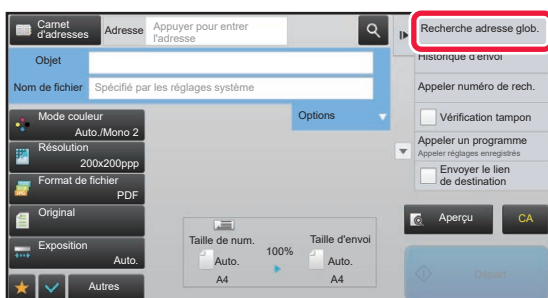 Carnet
d'adresses
Adresse
Appuyer pour entrer
l'adresse
Recherche adresse glob.
Objet
Historique d'envoi
Nom de fichier
Spécifié par les réglages système
Appeler numéro de rech.
Options
Mode couleur
Auto./Mono 2
Vérification tampon
Résolution
200x200ppp
Appeler un programme
Appeler réglages enregistrés
Format de fichier
PDF
Envoyer le lien
de destination
Original
Aperçu
CA
Exposition
Auto.
Taille de num.
100%
Taille d'envoi
Auto.
Auto.
A4
A4
Autres
Départ